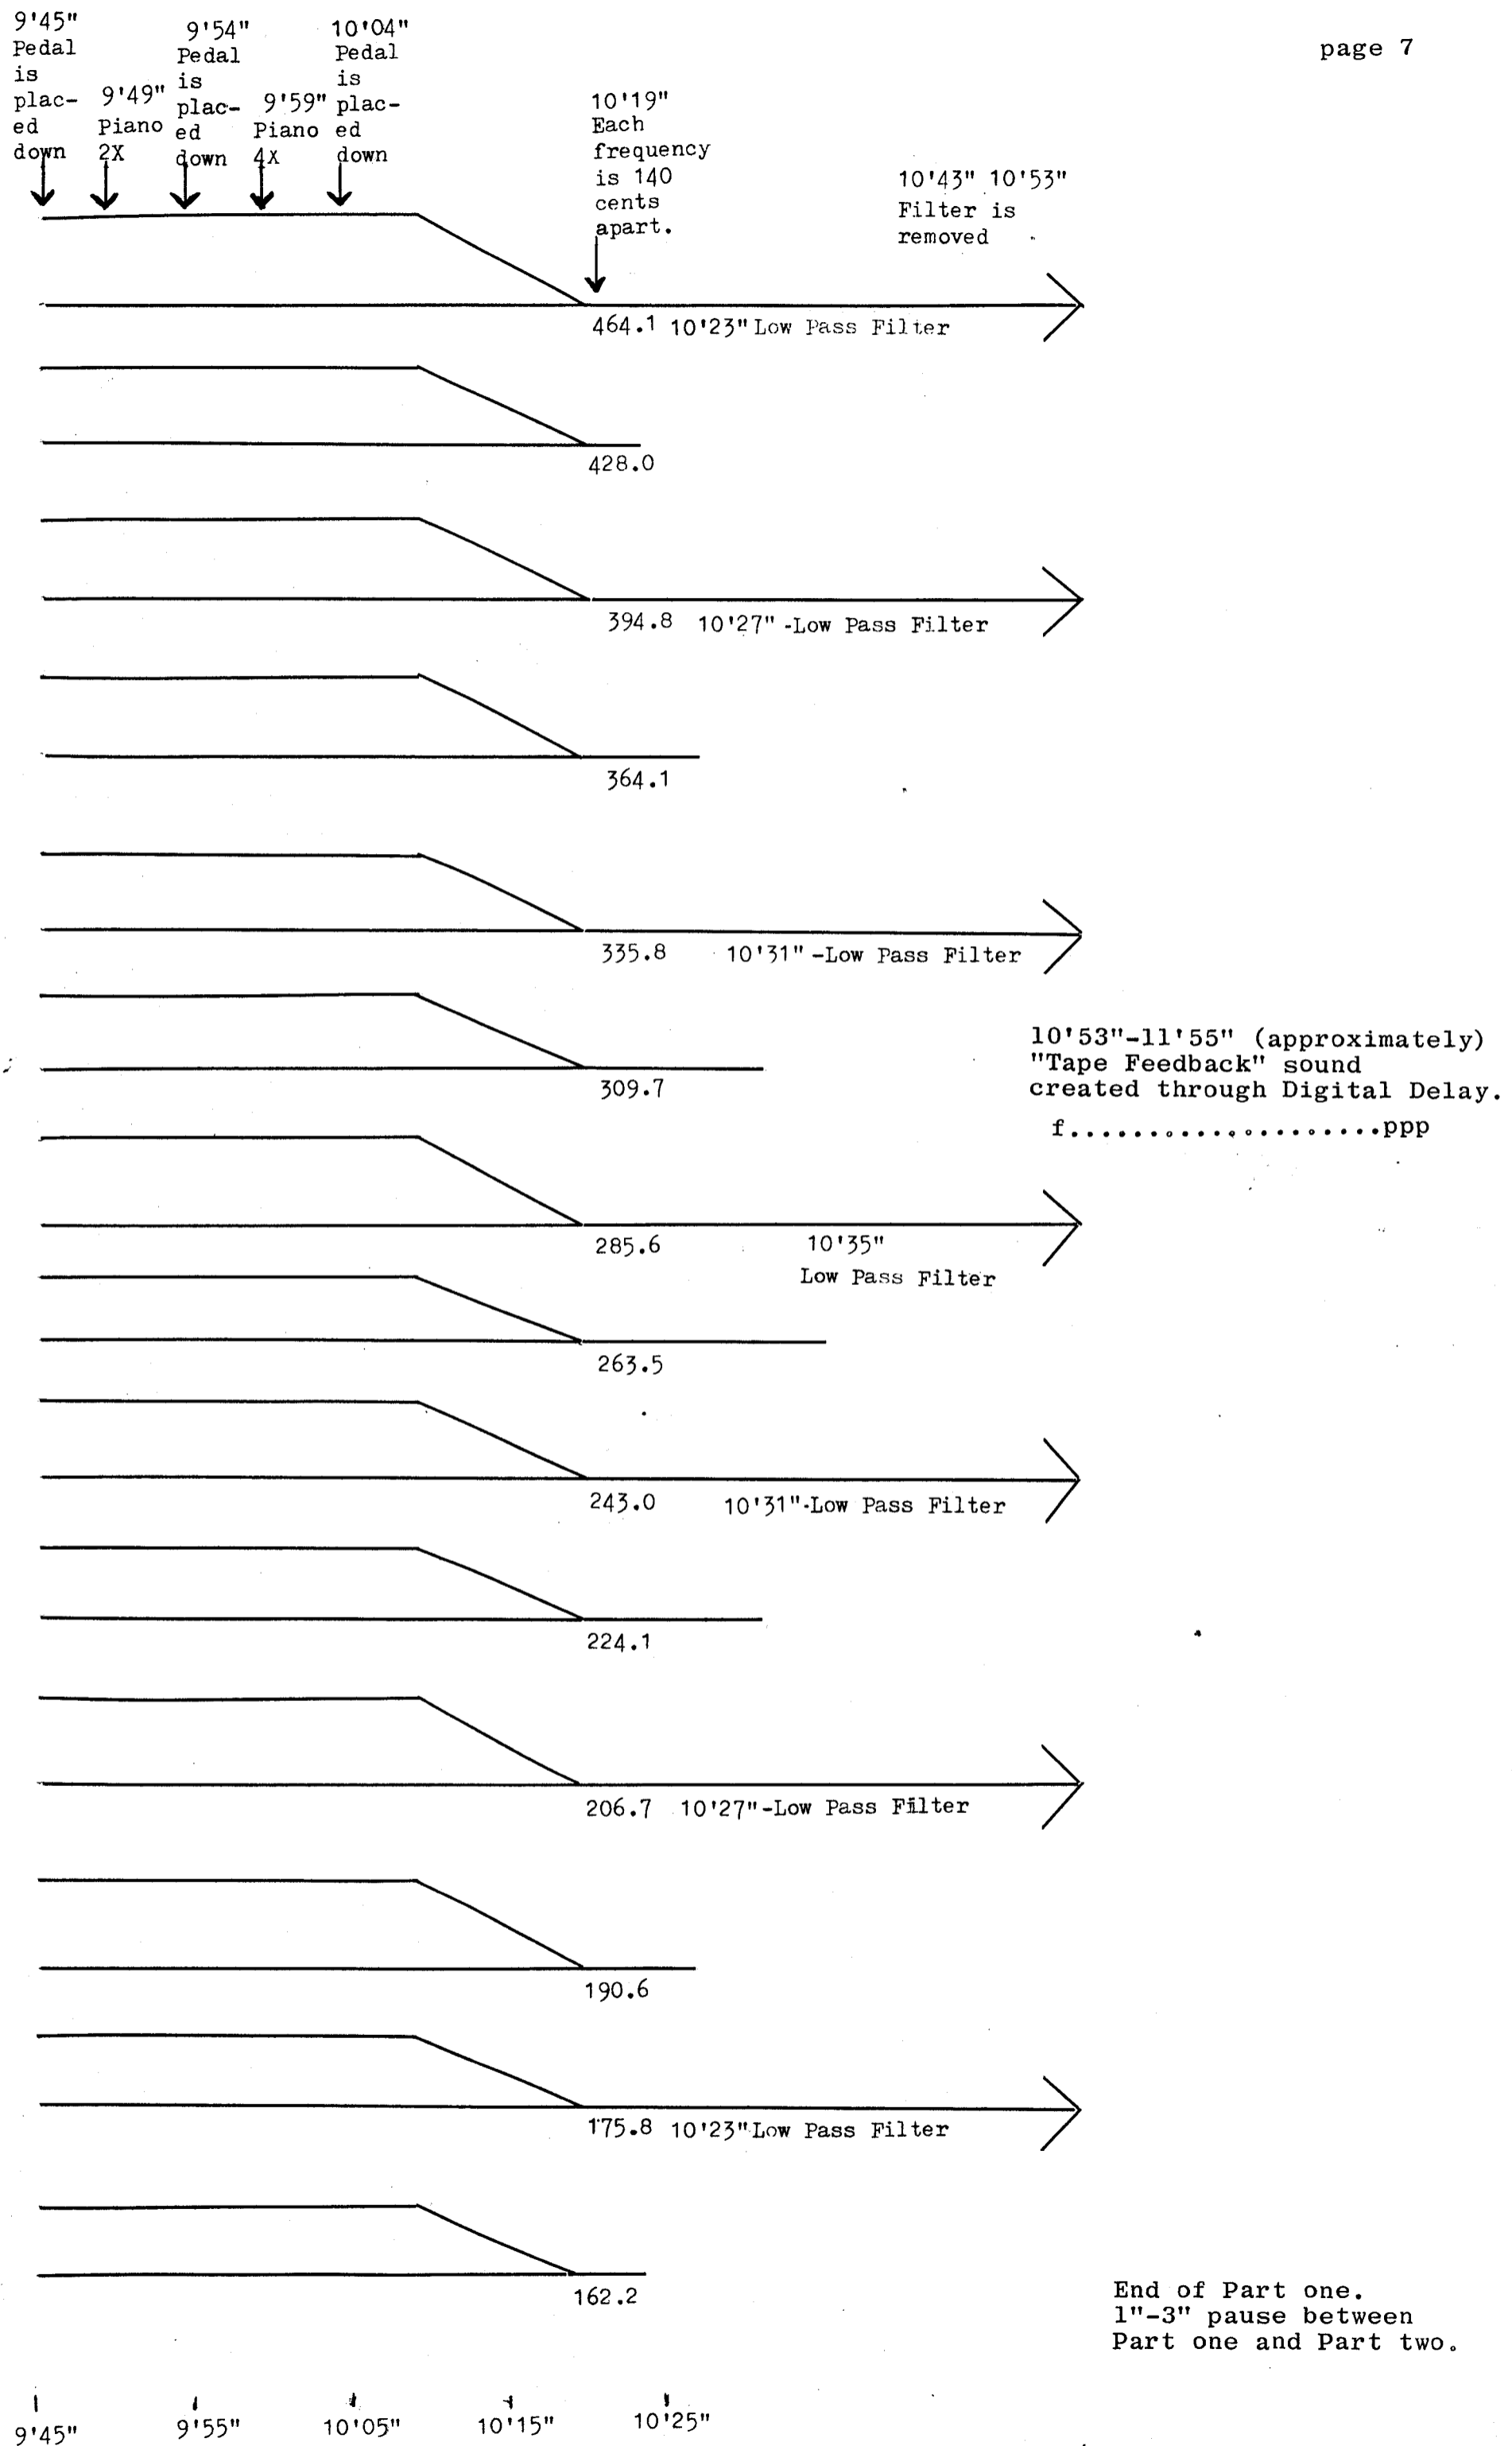 page 7
9'45"
Pedal
is
plac-
ed
down
9'49"
Piano
2X
9'54"
Pedal
is
plac-
ed
down
9'59"
Piano
4X
10'04"
Pedal
is
plac-
ed
down
10'19"
Each
frequency
is 140
cents
apart.
10'43" 10'53"
Filter is
removed
464.1 10'23" Low Pass Filter
428.0
394.8 10'27" -Low Pass Filter
364.1
335.8 10'31" -Low Pass Filter
309.7
10'53"-11'55" (approximately)
"Tape Feedback" sound
created through Digital Delay.
f....................ppp
285.6 10'35"
Low Pass Filter
263.5
243.0 10'31"-Low Pass Filter
224.1
206.7 10'27"-Low Pass Filter
190.6
175.8 10'23" Low Pass Filter
162.2
End of Part one.
1"-3" pause between
Part one and Part two.
9'45" 9'55" 10'05" 10'15" 10'25"